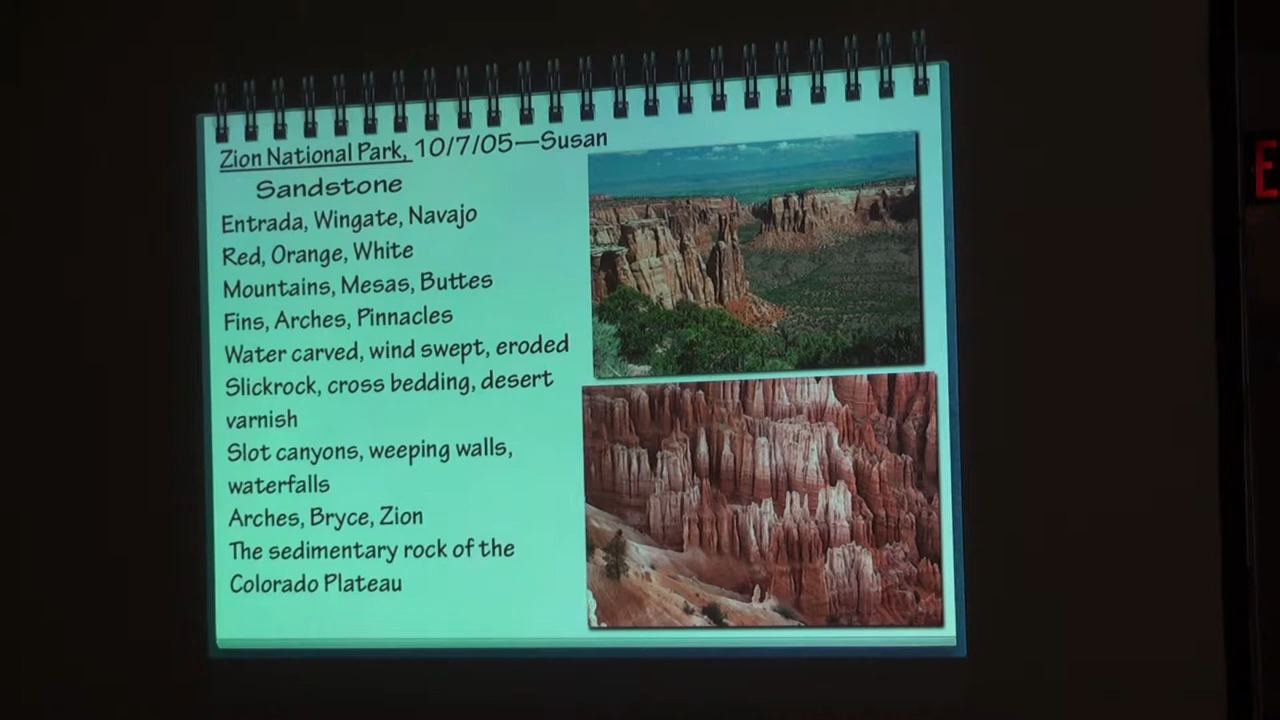 Zion National Park, 10/7/05—Susan
Sandstone
Entrada, Wingate, Navajo
Red, Orange, White
Mountains, Mesas, Buttes
Fins, Arches, Pinnacles
Water carved, wind swept, eroded
Slickrock, cross bedding, desert
varnish
Slot canyons, weeping walls,
waterfalls
Arches, Bryce, Zion
The sedimentary rock of the
Colorado Plateau
E